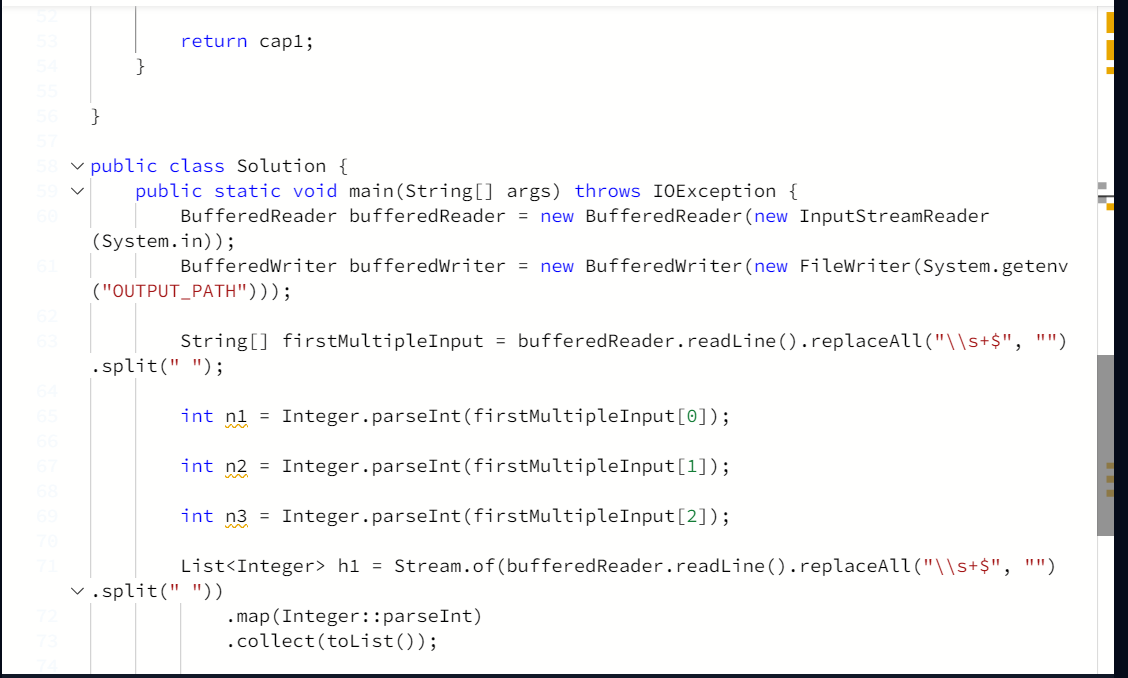 52
53 return cap1;
54 }
55
56 }
57
58 public class Solution {
59 public static void main(String[] args) throws IOException {
60 BufferedReader bufferedReader = new BufferedReader(new InputStreamReader
(System.in));
61 BufferedWriter bufferedWriter = new BufferedWriter(new FileWriter(System.getenv
("OUTPUT_PATH")));
62
63 String[] firstMultipleInput = bufferedReader.readLine().replaceAll("\\s+$", "")
.split(" ");
64
65 int n1 = Integer.parseInt(firstMultipleInput[0]);
66
67 int n2 = Integer.parseInt(firstMultipleInput[1]);
68
69 int n3 = Integer.parseInt(firstMultipleInput[2]);
70
71 List<Integer> h1 = Stream.of(bufferedReader.readLine().replaceAll("\\s+$", "")
.split(" "))
72 .map(Integer::parseInt)
73 .collect(toList());
74